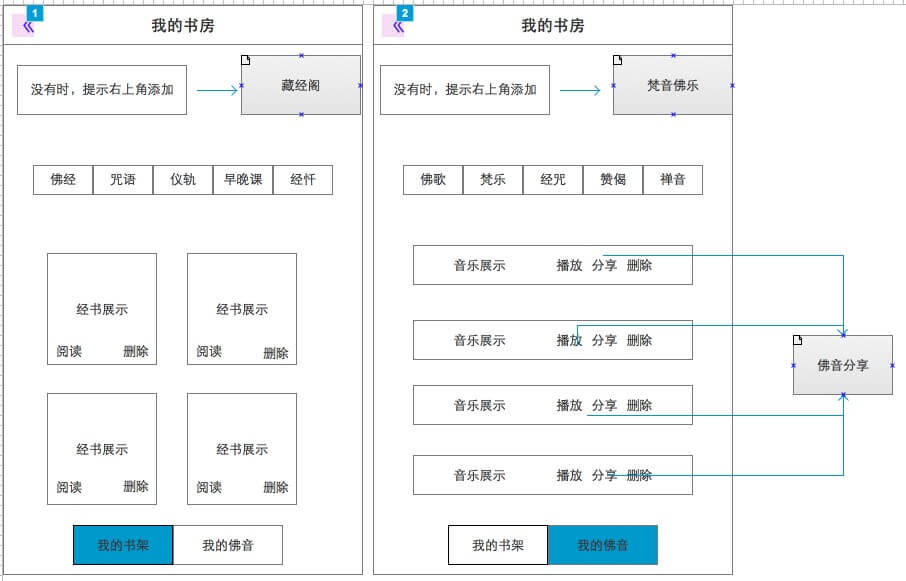 1
我的书房
没有时，提示右上角添加
藏经阁
佛经 咒语 仪轨 早晚课 经忏
经书展示
阅读 删除
经书展示
阅读 删除
经书展示
阅读 删除
经书展示
阅读 删除
我的书架 我的佛音
2
我的书房
没有时，提示右上角添加
梵音佛乐
佛歌 梵乐 经咒 赞偈 禅音
音乐展示 播放 分享 删除
音乐展示 播放 分享 删除
音乐展示 播放 分享 删除
音乐展示 播放 分享 删除
我的书架 我的佛音
佛音分享